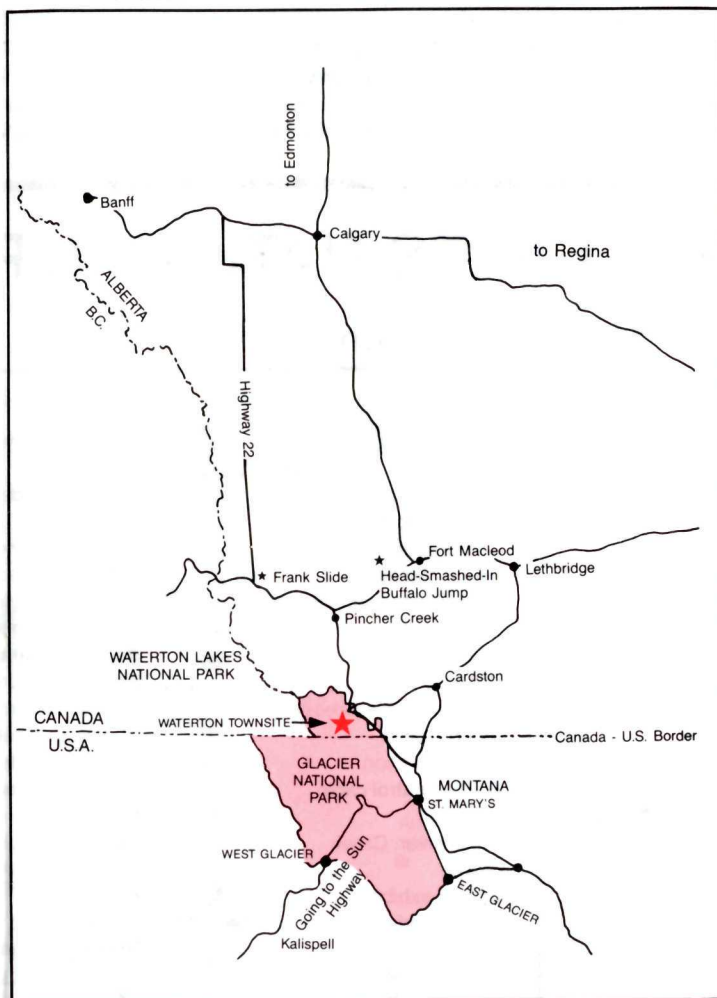 to Edmonton
Banff
Calgary
to Regina
ALBERTA
B.C.
Highway 22
Fort Macleod
Frank Slide
Head-Smashed-In
Buffalo Jump
Lethbridge
Pincher Creek
WATERTON LAKES
NATIONAL PARK
Cardston
CANADA
WATERTON TOWNSITE
U.S.A.
Canada - U.S. Border
GLACIER
NATIONAL
PARK
MONTANA
ST. MARY'S
WEST GLACIER
Going to the Sun
Highway
EAST GLACIER
Kalispell